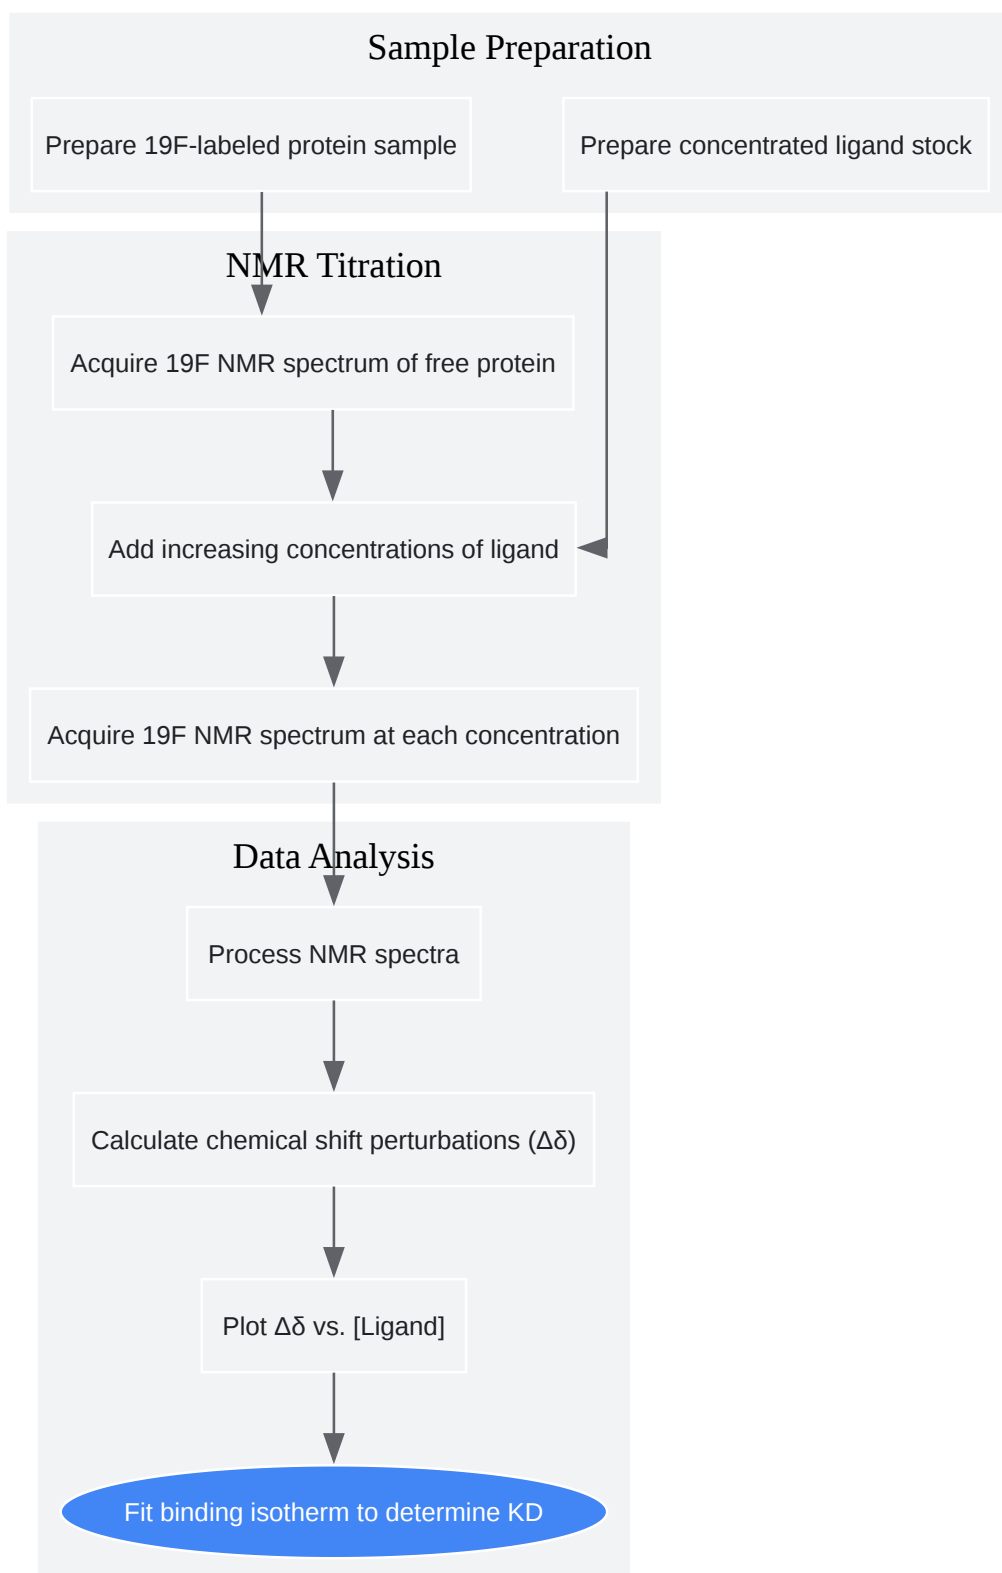 Sample Preparation
Prepare 19F-labeled protein sample
Prepare concentrated ligand stock
NMR Titration
Acquire 19F NMR spectrum of free protein
Add increasing concentrations of ligand
Acquire 19F NMR spectrum at each concentration
Data Analysis
Process NMR spectra
Calculate chemical shift perturbations (Δδ)
Plot Δδ vs. [Ligand]
Fit binding isotherm to determine KD